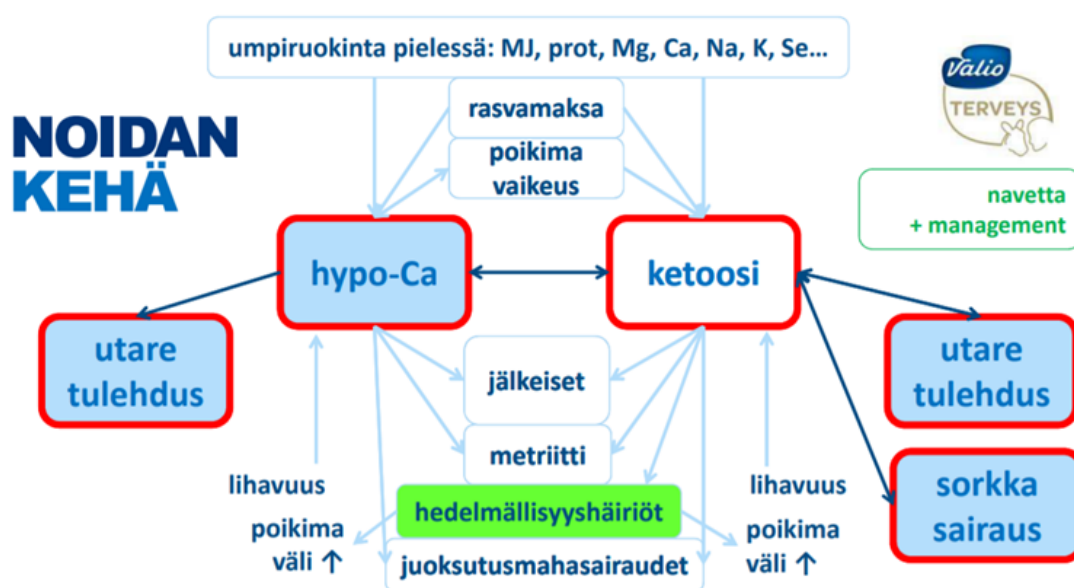 umpiruokinta pielessä: MJ, prot, Mg, Ca, Na, K, Se...
NOIDAN
KEHÄ
Valio
TERVEYS
rasvamaksa
poikima
vaikeus
navetta
+ management
hypo-Ca
ketoosi
utare
tulehdus
utare
tulehdus
jälkeiset
metriitti
lihavuus
lihavuus
sorkka
sairaus
hedelmällisyyshäiriöt
poikima
väli ↑
poikima
väli ↑
juoksutusmahasairaudet